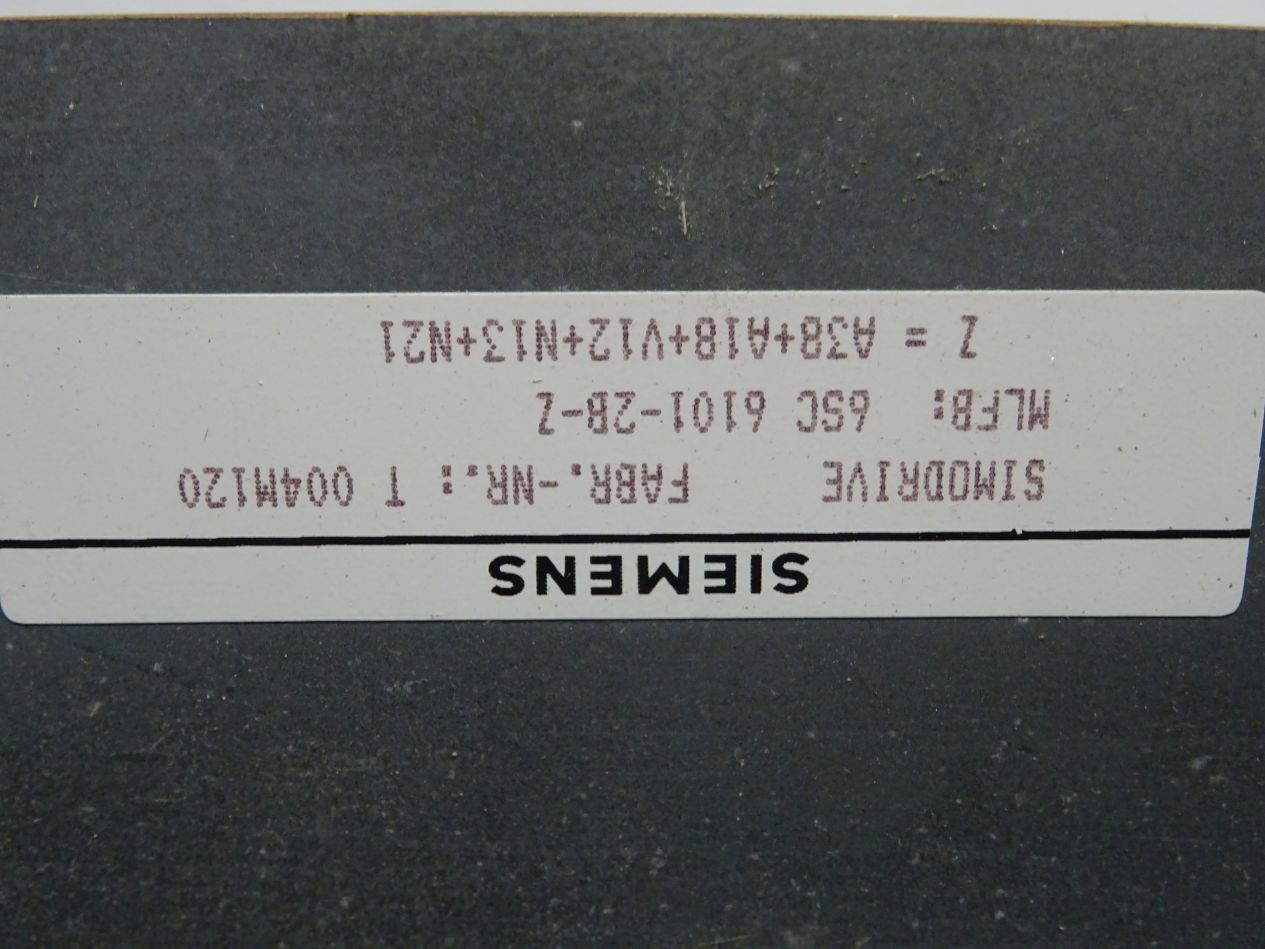 SIEMENS
SIMODRIVE FABR.-NR.: T 004M120
MLFB: 6SC 6101-2B-Z
Z = A38+A18+V12+N13+N21